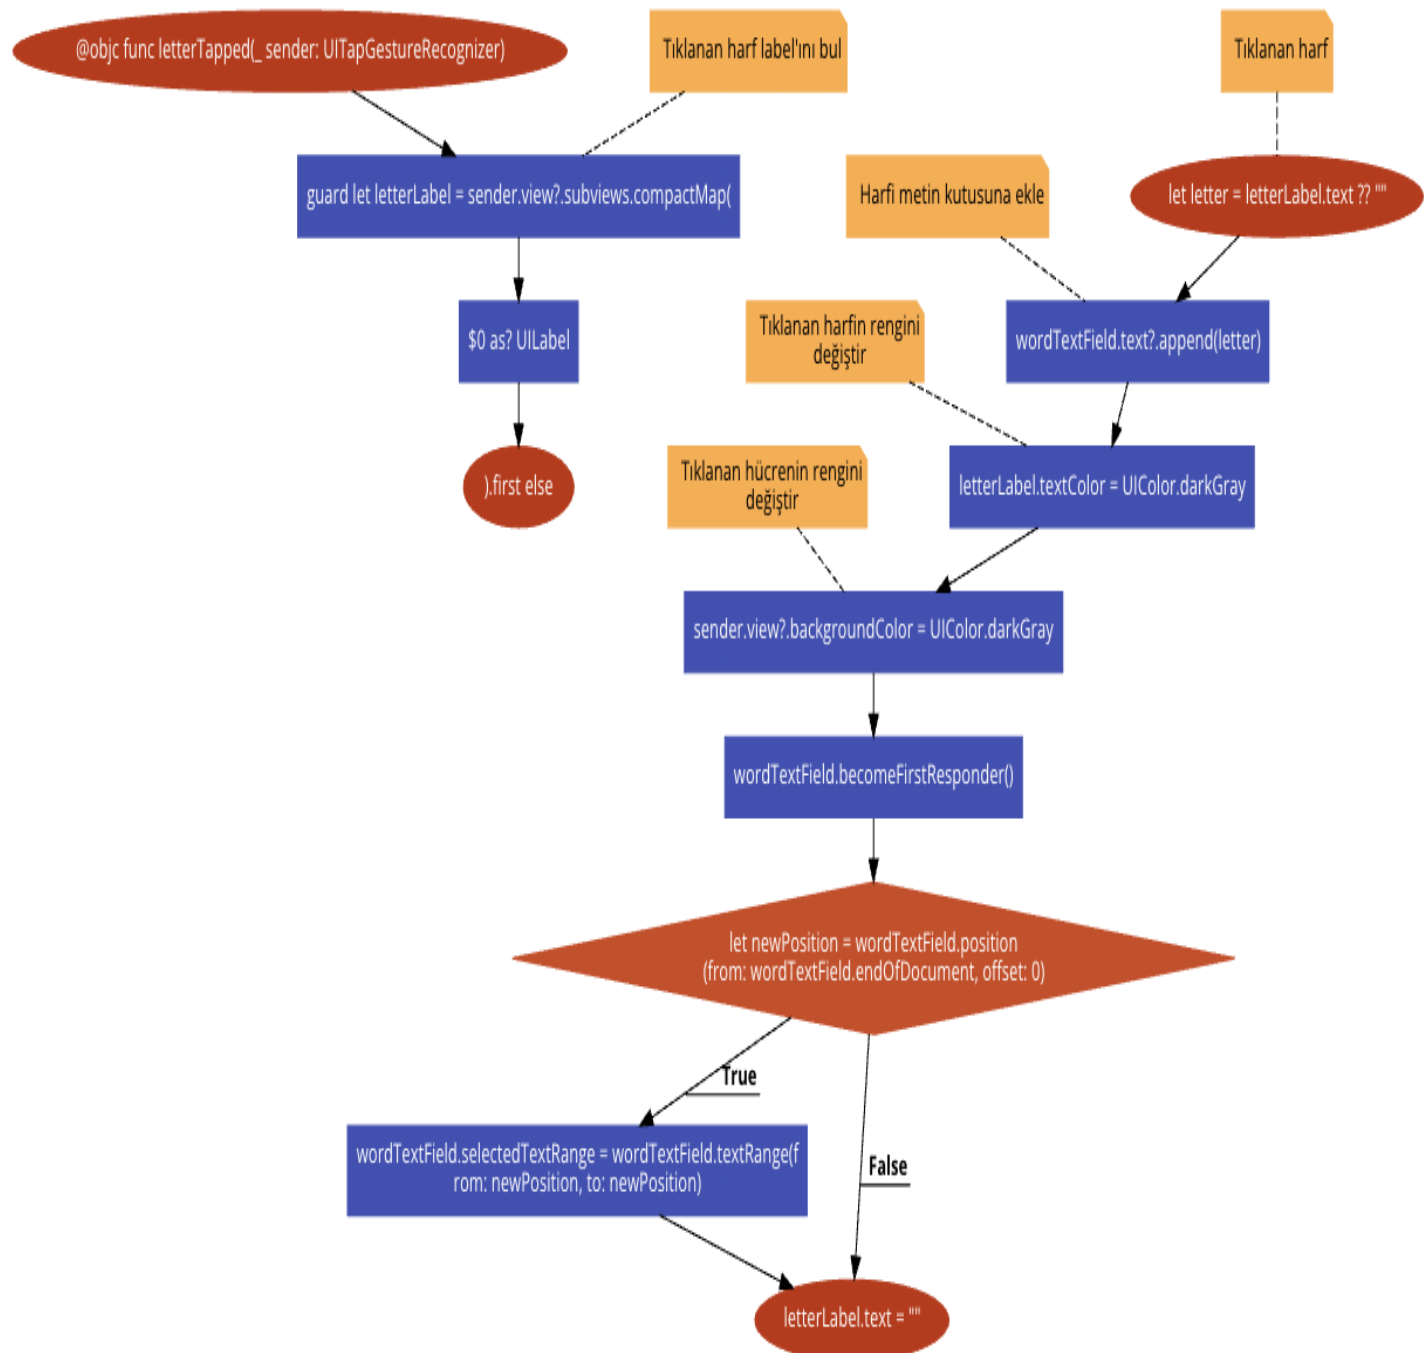 @objc func letterTapped(_ sender: UITapGestureRecognizer)
Tıklanan harf label'ını bul
Tıklanan harf
guard let letterLabel = sender.view?.subviews.compactMap(
Harfi metin kutusuna ekle
let letter = letterLabel.text ?? ""
$0 as? UILabel
Tıklanan harfin rengini
değiştir
wordTextField.text?.append(letter)
).first else
Tıklanan hücrenin rengini
değiştir
letterLabel.textColor = UIColor.darkGray
sender.view?.backgroundColor = UIColor.darkGray
wordTextField.becomeFirstResponder()
let newPosition = wordTextField.position
(from: wordTextField.endOfDocument, offset: 0)
True
wordTextField.selectedTextRange = wordTextField.textRange(f
rom: newPosition, to: newPosition)
False
letterLabel.text = ""